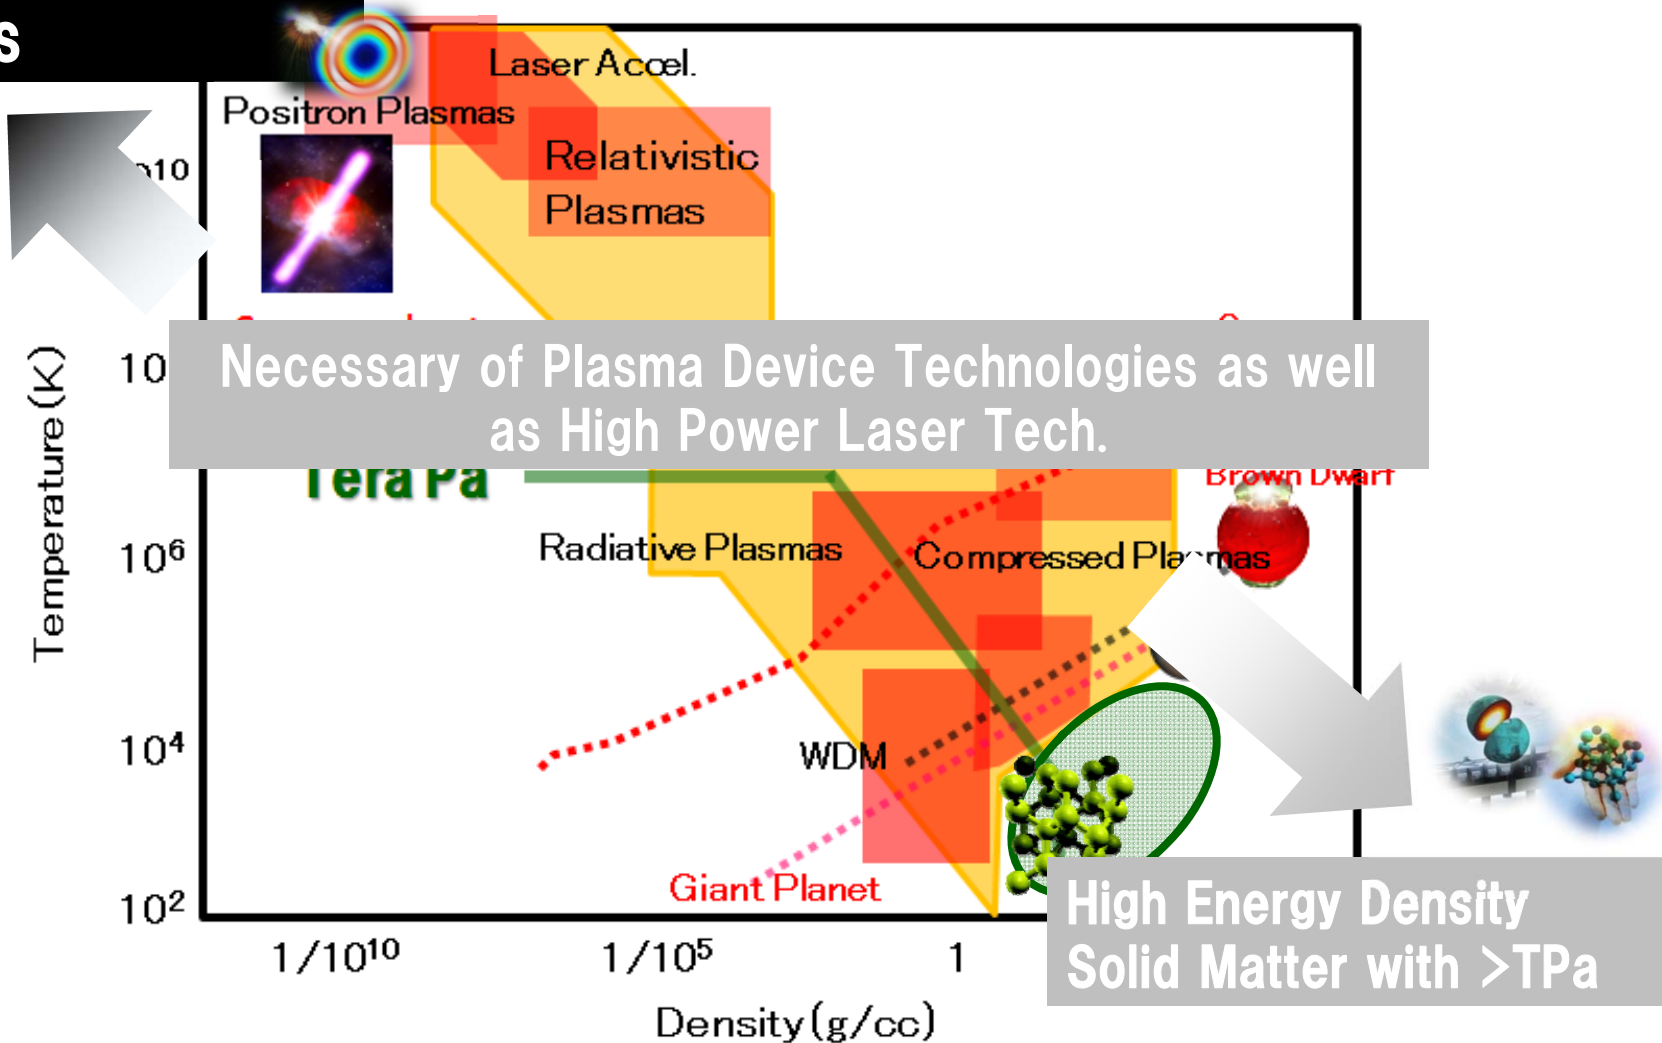 s
Laser Accel.
Positron Plasmas
10
Relativistic
Plasmas
10
Necessary of Plasma Device Technologies as well
as High Power Laser Tech.
Temperature(K)
Tera Pa
Brown Dwarf
Radiative Plasmas
Compressed Plasmas
10⁶
10⁴
WDM
Giant Planet
10²
High Energy Density
Solid Matter with >TPa
1/10¹⁰
1/10⁵
1
Density(g/cc)